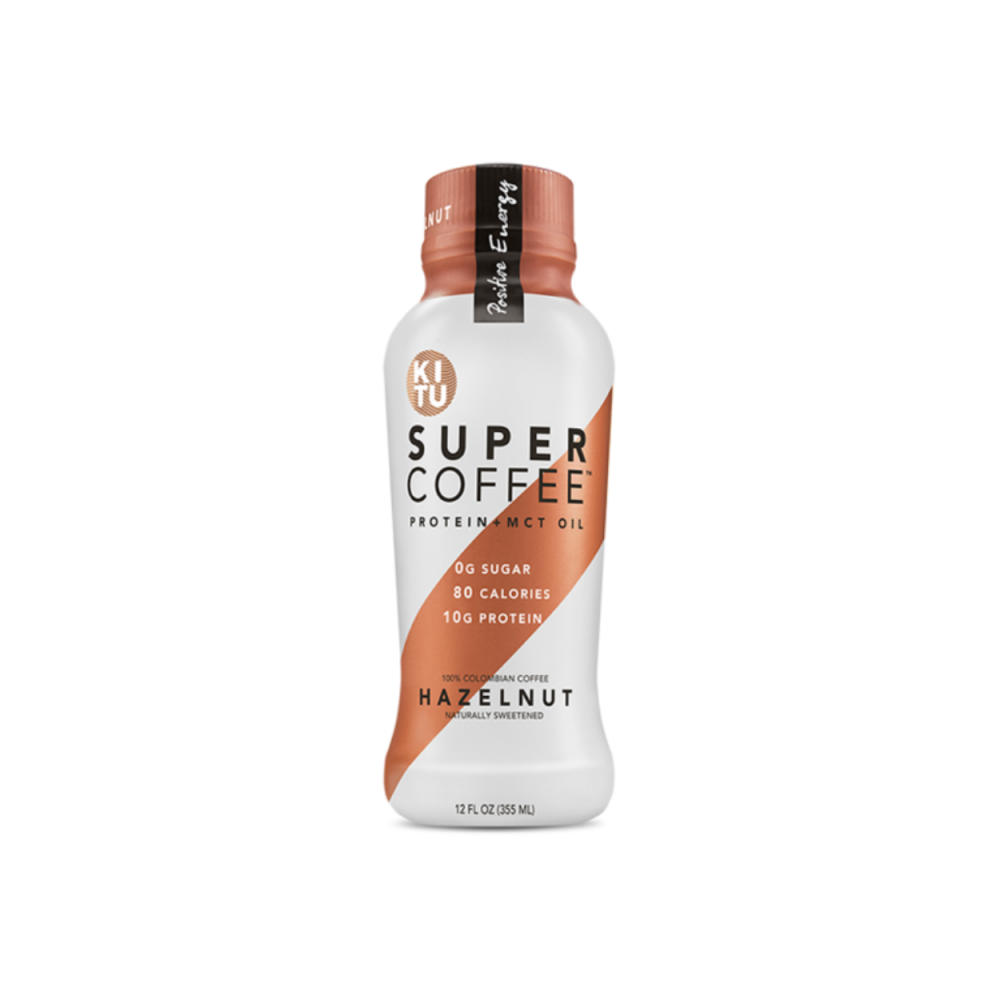 LNUT
Positive Energy
KI
TU
SUPER
COFFEE™
PROTEIN+MCT OIL
0G SUGAR
80 CALORIES
10G PROTEIN
100% COLOMBIAN COFFEE
HAZELNUT
NATURALLY SWEETENED
12 FL OZ (355 ML)